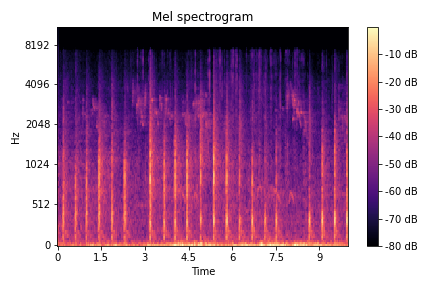 Mel spectrogram
8192
4096
2048
1024
512
0
Hz
0 1.5 3 4.5 6 7.5 9
Time
-10 dB
-20 dB
-30 dB
-40 dB
-50 dB
-60 dB
-70 dB
-80 dB